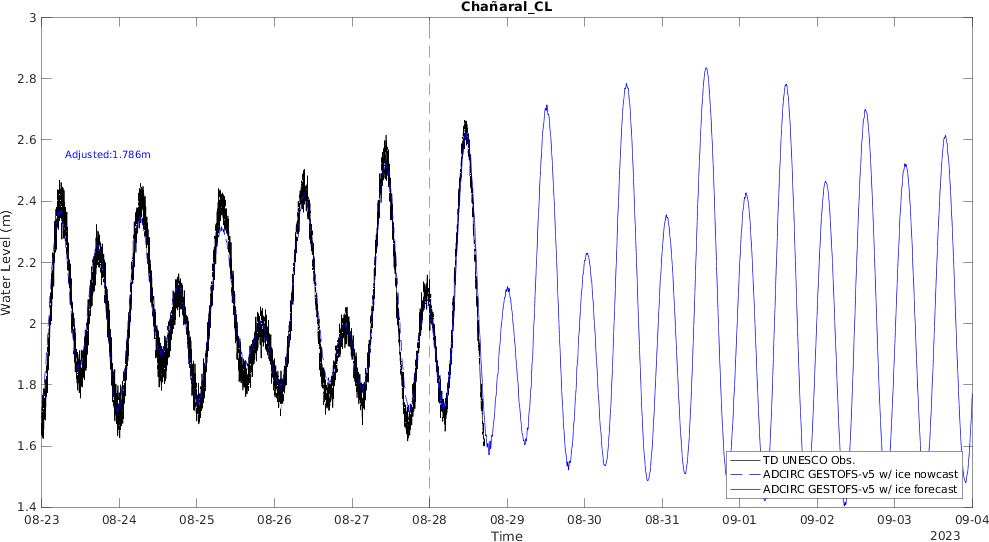 Chañaral_CL
3
2.8
2.6
2.4
2.2
2
1.8
1.6
1.4
Water Level (m)
Adjusted:1.786m
TD UNESCO Obs.
ADCIRC GESTOFS-v5 w/ ice nowcast
ADCIRC GESTOFS-v5 w/ ice forecast
08-23 08-24 08-25 08-26 08-27 08-28 08-29 08-30 08-31 09-01 09-02 09-03 09-04
Time
2023